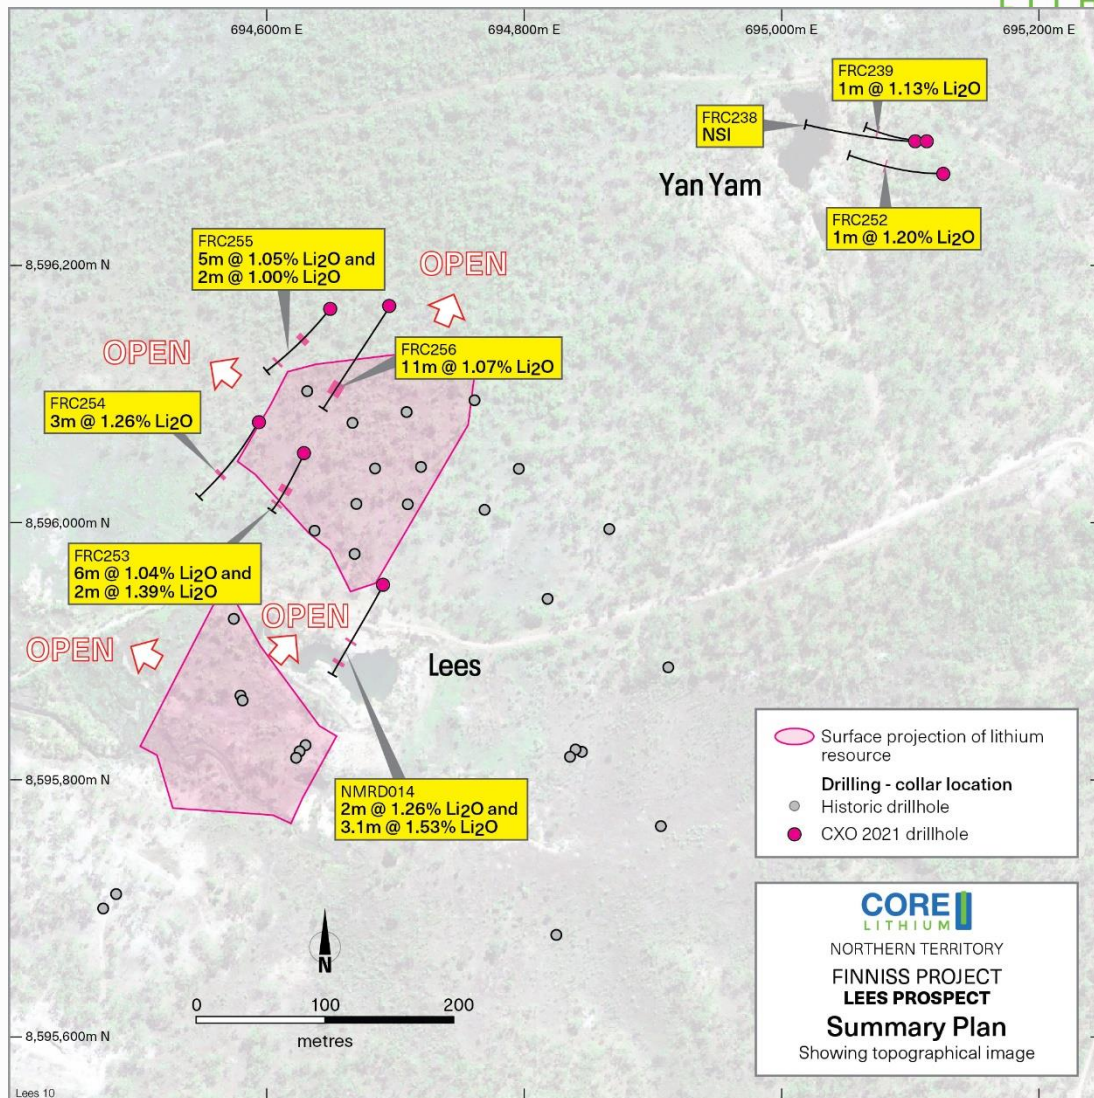 694,600m E
694,800m E
695,000m E
695,200m E
FRC239
1m @ 1.13% Li2O
FRC238
NSI
Yan Yam
FRC252
1m @ 1.20% Li2O
FRC255
5m @ 1.05% Li2O and
2m @ 1.00% Li2O
8,596,200m N
OPEN
OPEN
FRC256
11m @ 1.07% Li2O
FRC254
3m @ 1.26% Li2O
8,596,000m N
FRC253
6m @ 1.04% Li2O and
2m @ 1.39% Li2O
OPEN
OPEN
Lees
8,595,800m N
NMRD014
2m @ 1.26% Li2O and
3.1m @ 1.53% Li2O
Surface projection of lithium
resource
Drilling - collar location
Historic drillhole
CXO 2021 drillhole
N
0 100 200
metres
8,595,600m N
CORE
LITHIUM
NORTHERN TERRITORY
FINNISS PROJECT
LEES PROSPECT
Summary Plan
Showing topographical image
Lees 10